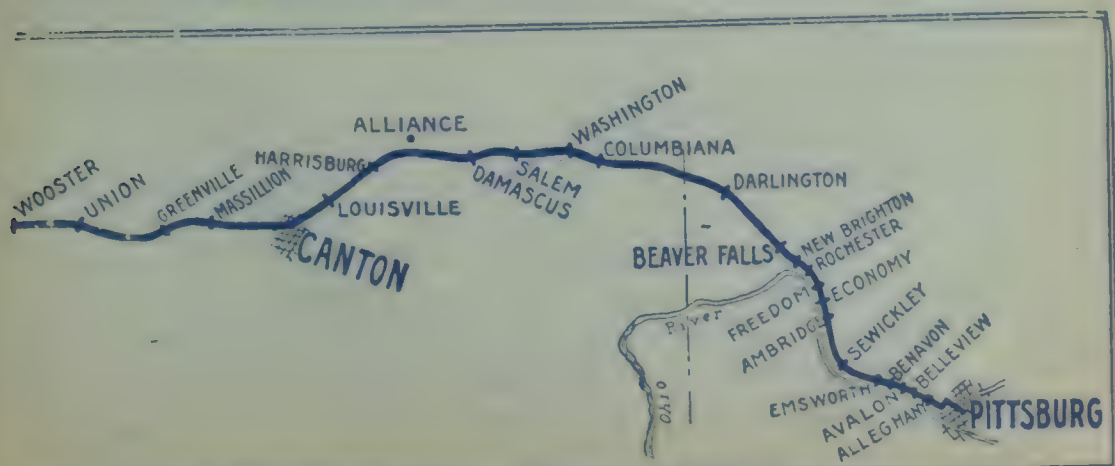 WOOSTER
UNION
GREENVILLE
MASSILLION
CANTON
LOUISVILLE
HARRISBURG
ALLIANCE
DAMASCUS
SALEM
WASHINGTON
COLUMBIANA
DARLINGTON
BEAVER FALLS
NEW BRIGHTON
ROCHESTER
FREEDOM
ECONOMY
AMBRIDGE
SEWICKLEY
River
OHIO
EMSWORTH
BENAVON
AVALON
BELLEVIEW
ALLEGHANY
PITTSBURG